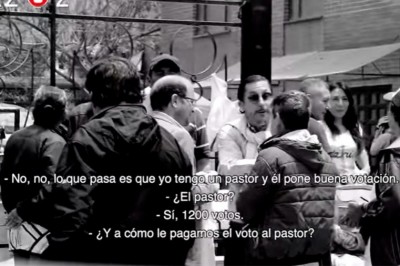 - No, no, lo que pasa es que yo tengo un pastor y él pone buena votación.
- ¿El pastor?
- Sí, 1200 votos.
- ¿Y a cómo le pagamos el voto al pastor?